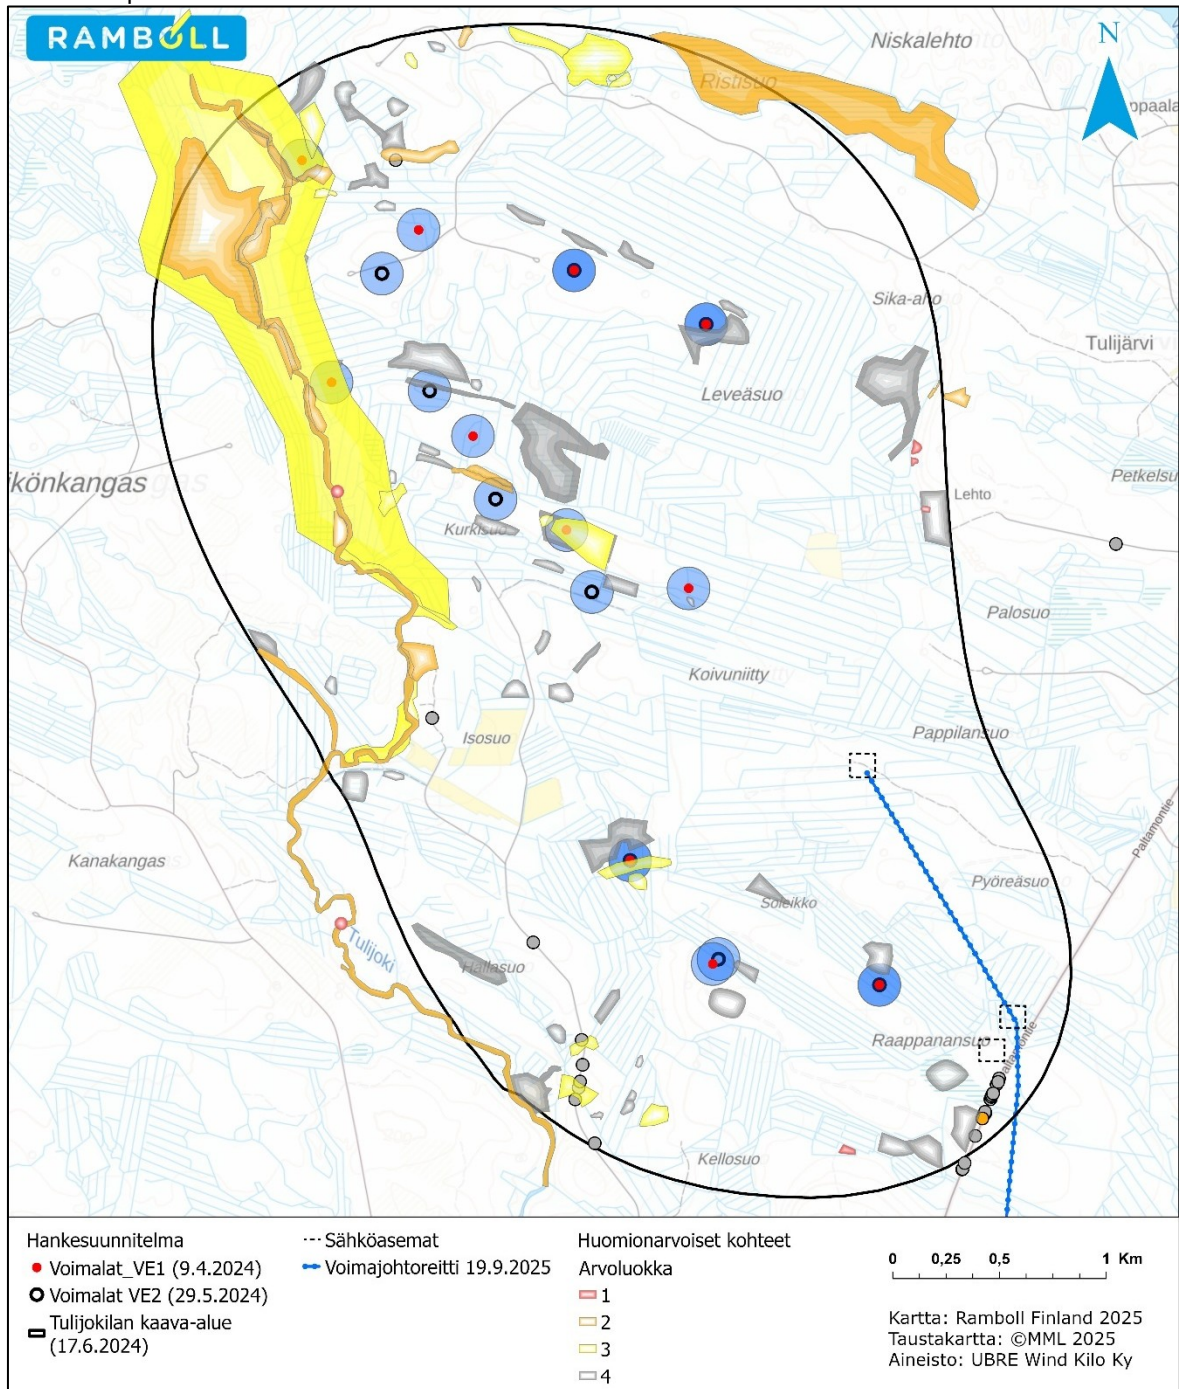 RAMBOLL
Niskalehto
N
Ristisuo
ppaala
Sika-aho
Tulijärvi
Leveäsuo
ikönkangas
Petkelsu
Lehto
Kurkisuo
Palosuo
Koivuniitty
Pappilansuo
Isosuo
Paltamontie
Kanakangas
Pyöreäsuo
Soleikko
Tulijoki
Hallasuo
Raappanansuo
altamontie
Kellosuo
Hankesuunnitelma
Voimalat_VE1 (9.4.2024)
Voimalat VE2 (29.5.2024)
Tulijokilan kaava-alue
(17.6.2024)
Sähköasemat
Voimajohtoreitti 19.9.2025
Huomionarvoiset kohteet
Arvoluokka
1
2
3
4
0 0,25 0,5 1 Km
Kartta: Ramboll Finland 2025
Taustakartta: ©MML 2025
Aineisto: UBRE Wind Kilo Ky